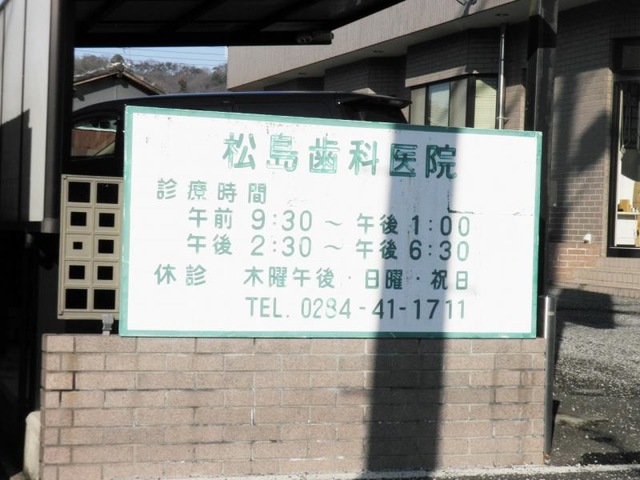 松島歯科医院
診療時間
午前 9:30 ～ 午後 1:00
午後 2:30 ～ 午後 6:30
休診 木曜午後・日曜・祝日
TEL. 0284-41-1711